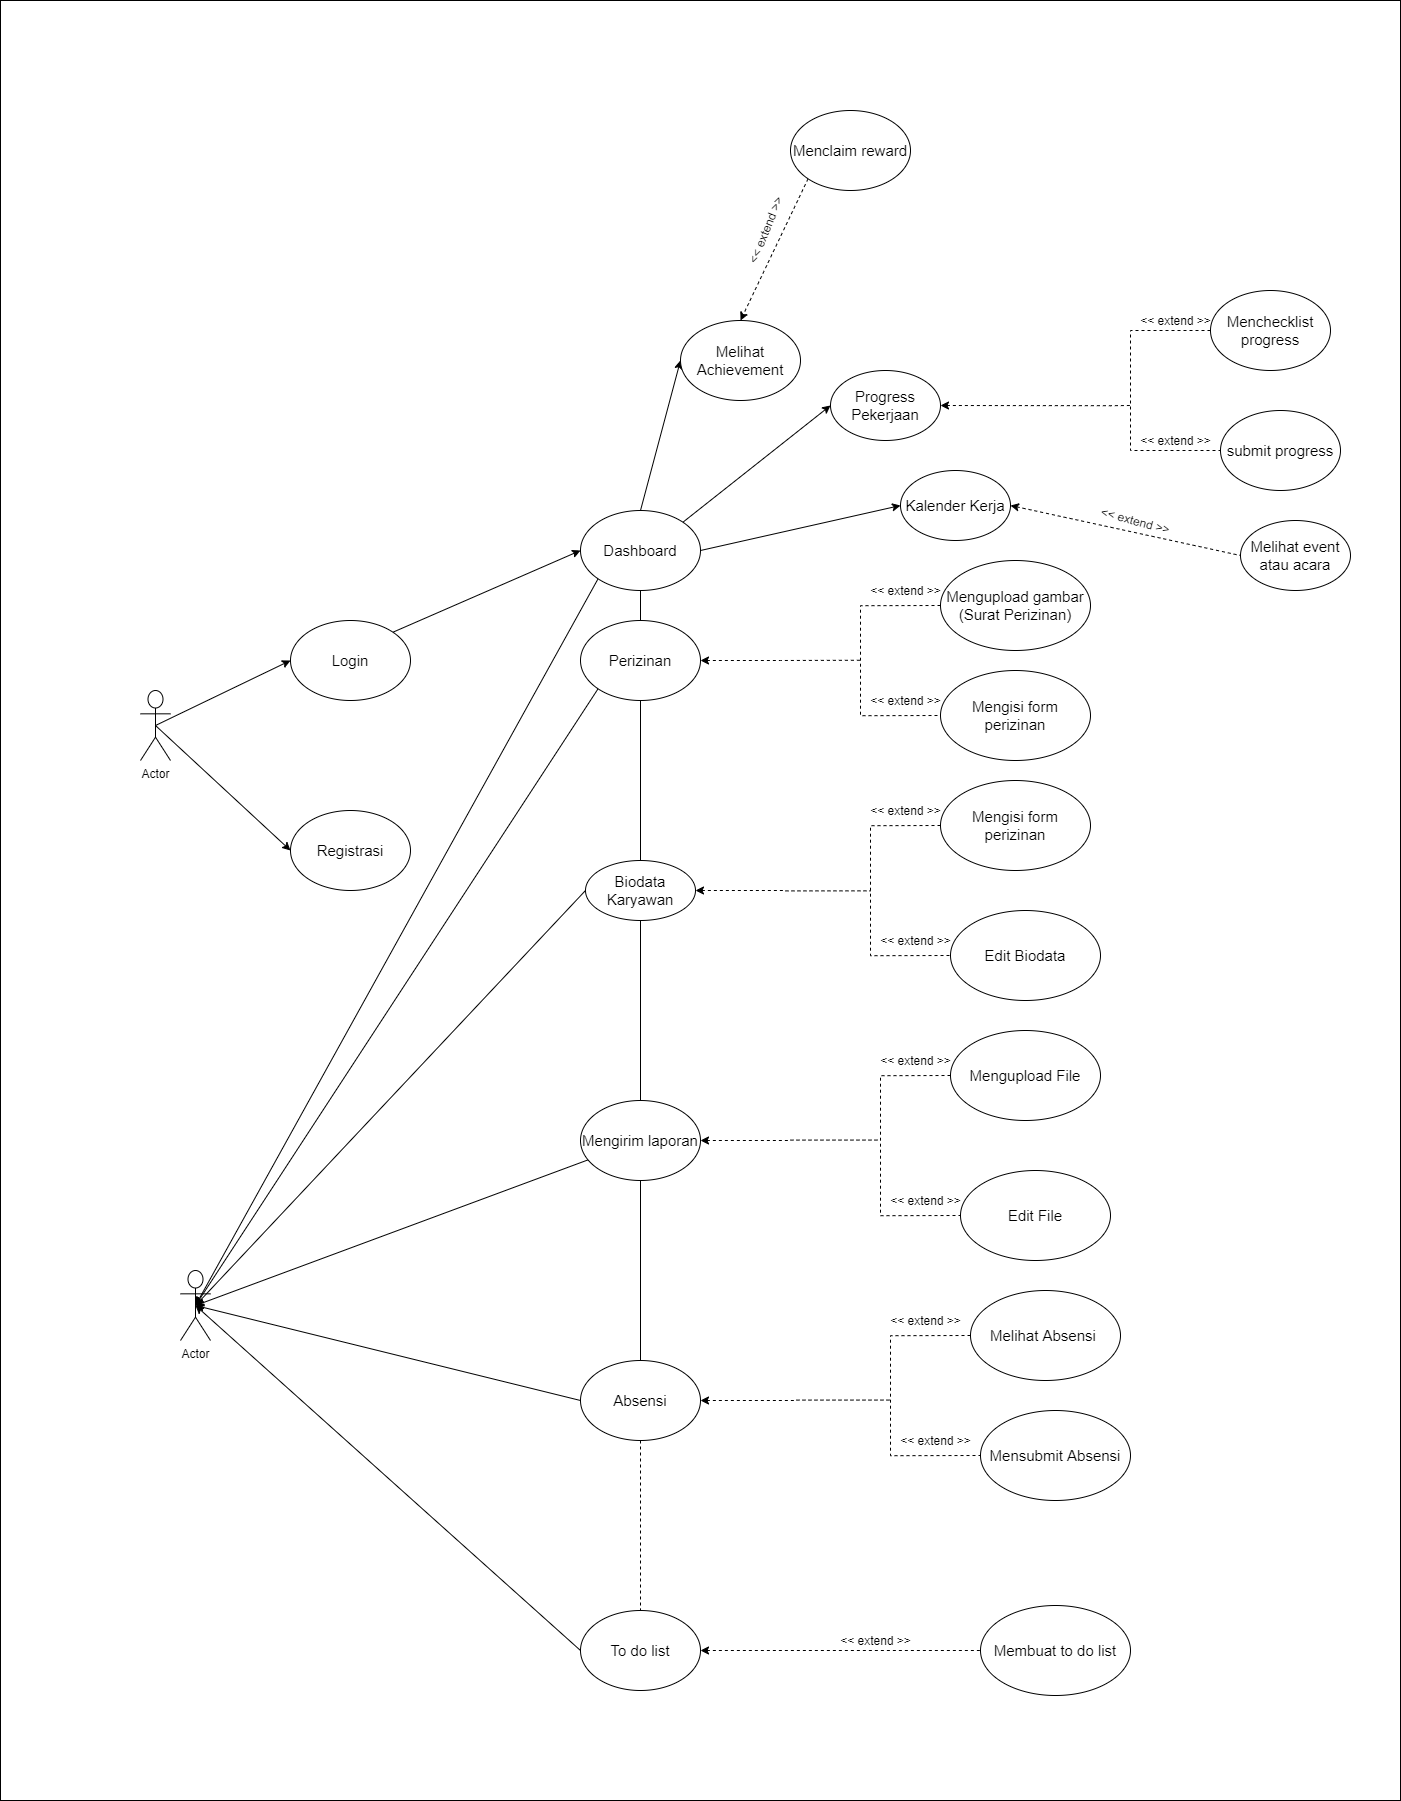 Menclaim reward
<< extend >>
Menchecklist
progress
<< extend >>
Melihat
Achievement
Progress
Pekerjaan
<< extend >>
submit progress
Kalender Kerja
<< extend >>
Melihat event
atau acara
Dashboard
<< extend >>
Mengupload gambar
(Surat Perizinan)
Login
Perizinan
<< extend >>
Mengisi form
perizinan
Actor
Registrasi
<< extend >>
Mengisi form
perizinan
Biodata
Karyawan
<< extend >>
Edit Biodata
<< extend >>
Mengupload File
Mengirim laporan
<< extend >>
Edit File
Actor
<< extend >>
Melihat Absensi
Absensi
<< extend >>
Mensubmit Absensi
To do list
<< extend >>
Membuat to do list